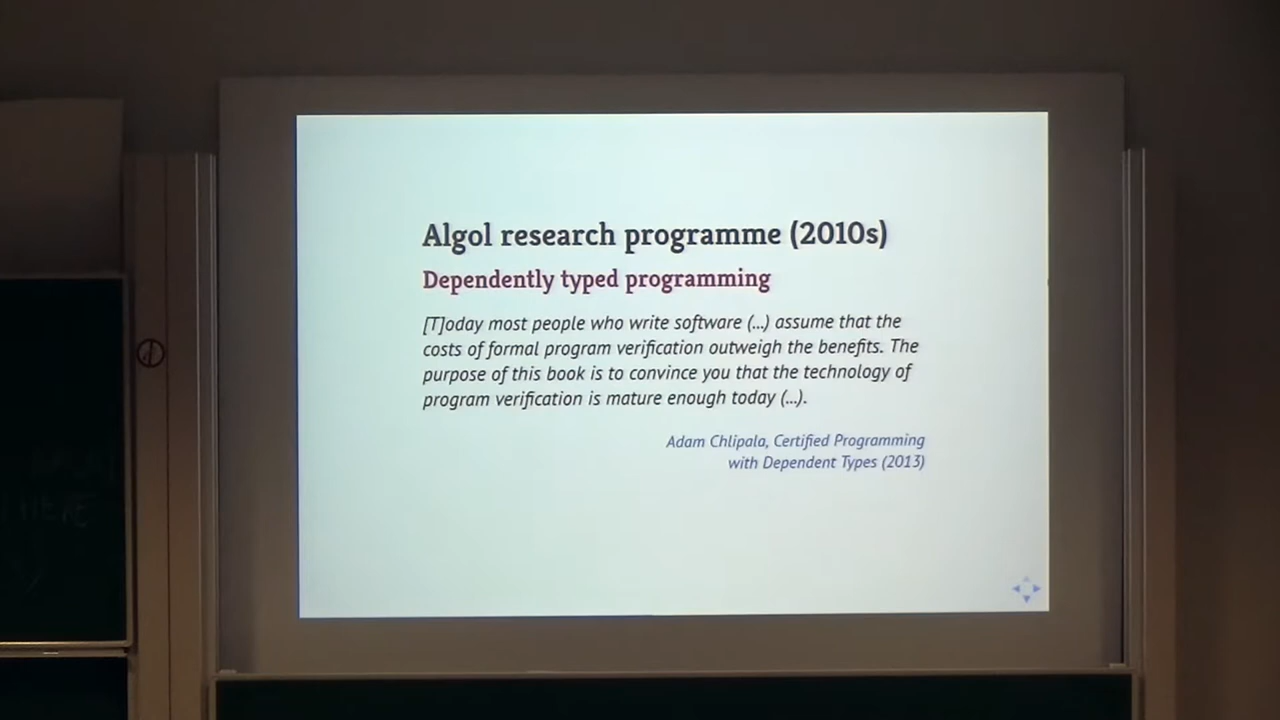 Algol research programme (2010s)
Dependently typed programming
[T]oday most people who write software (...) assume that the
costs of formal program verification outweigh the benefits. The
purpose of this book is to convince you that the technology of
program verification is mature enough today (...).
Adam Chlipala, Certified Programming
with Dependent Types (2013)
HERE